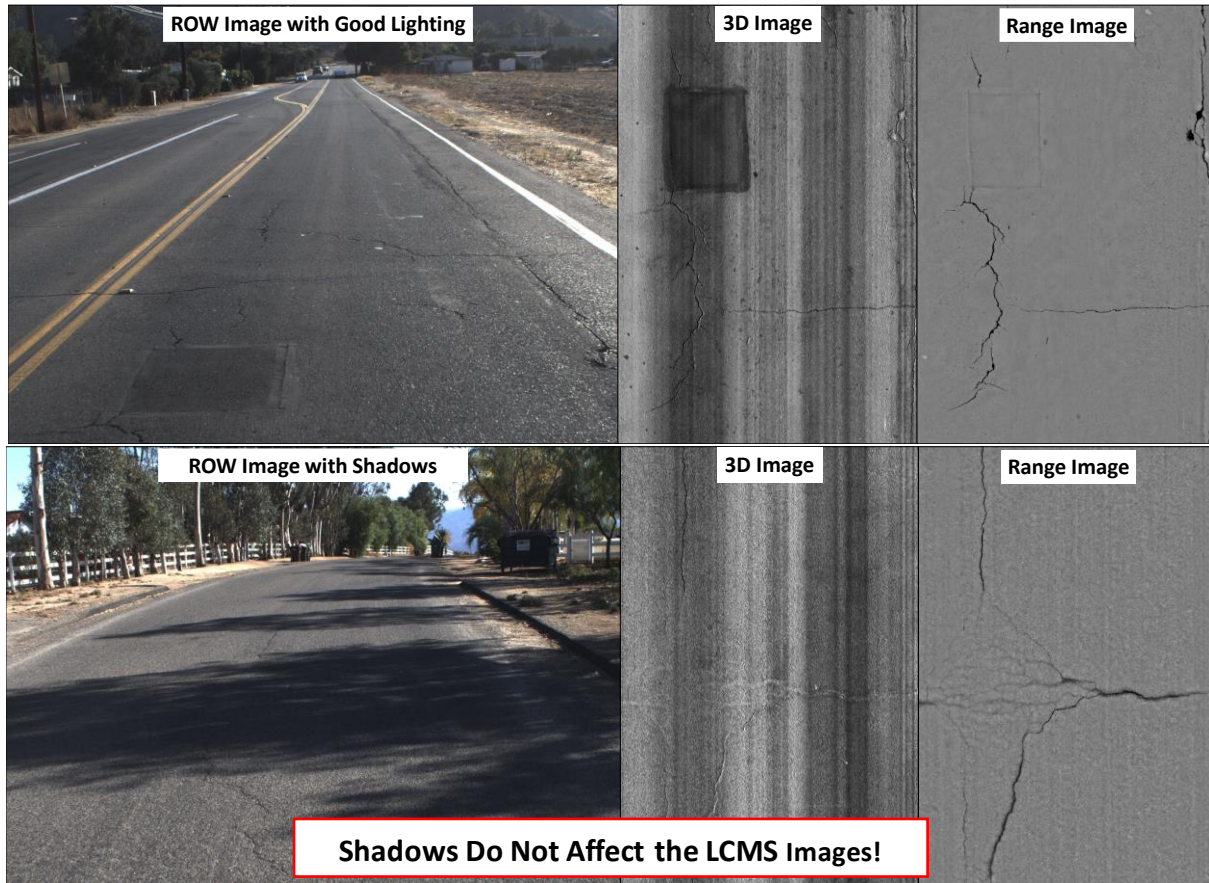 ROW Image with Good Lighting
3D Image
Range Image
ROW Image with Shadows
3D Image
Range Image
Shadows Do Not Affect the LCMS Images!